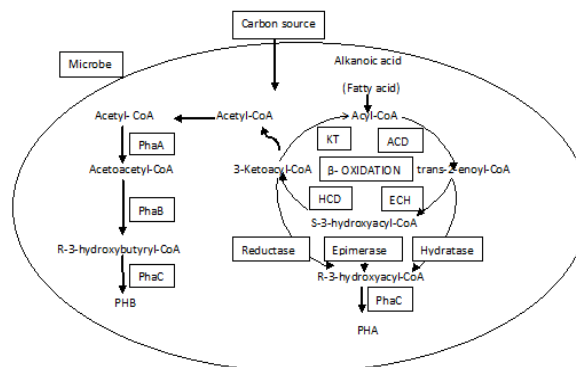 Carbon source
Microbe
Alkanoic acid
(Fatty acid)
Acetyl- CoA
Acetyl-CoA
Acyl-CoA
PhaA
KT
ACD
Acetoacetyl-CoA
3-Ketoacyl-CoA
β- OXIDATION
trans-2-enoyl-CoA
PhaB
HCD
ECH
S-3-hydroxyacyl-CoA
R-3-hydroxybutyryl-CoA
Reductase
Epimerase
Hydratase
PhaC
R-3-hydroxyacyl-CoA
PhaC
PHB
PHA